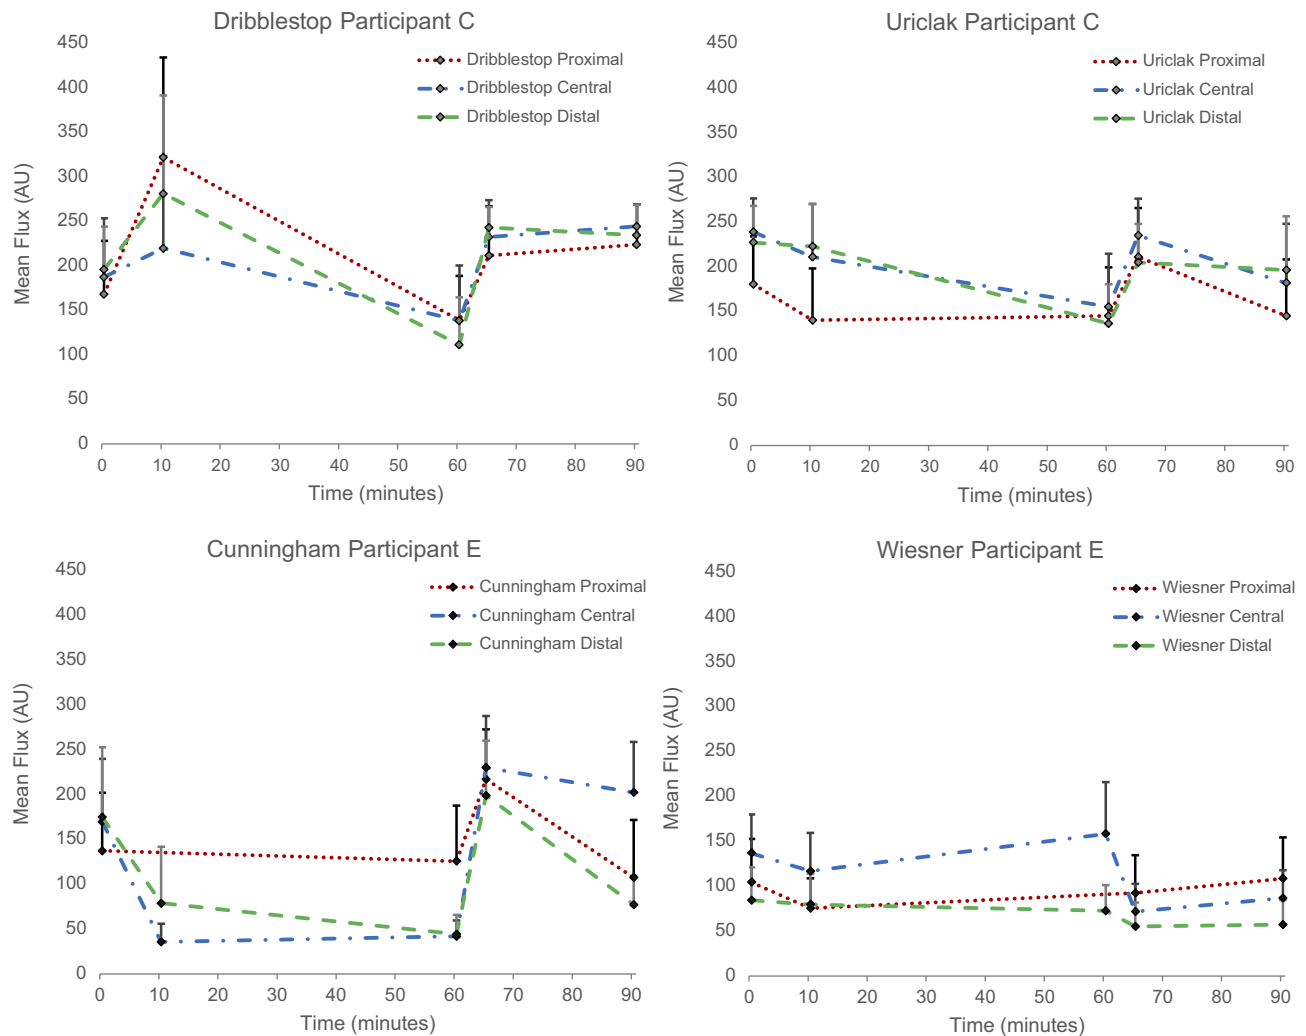 Dribblestop Participant C
450
400
350
300
250
200
150
100
50
0
Mean Flux (AU)
Dribblestop Proximal
Dribblestop Central
Dribblestop Distal
0 10 20 30 40 50 60 70 80 90
Time (minutes)
Uriclak Participant C
450
400
350
300
250
200
150
100
50
0
Mean Flux (AU)
Uriclak Proximal
Uriclak Central
Uriclak Distal
0 10 20 30 40 50 60 70 80 90
Time (minutes)
Cunningham Participant E
450
400
350
300
250
200
150
100
50
0
Mean Flux (AU)
Cunningham Proximal
Cunningham Central
Cunningham Distal
0 10 20 30 40 50 60 70 80 90
Time (minutes)
Wiesner Participant E
450
400
350
300
250
200
150
100
50
0
Mean Flux (AU)
Wiesner Proximal
Wiesner Central
Wiesner Distal
0 10 20 30 40 50 60 70 80 90
Time (minutes)